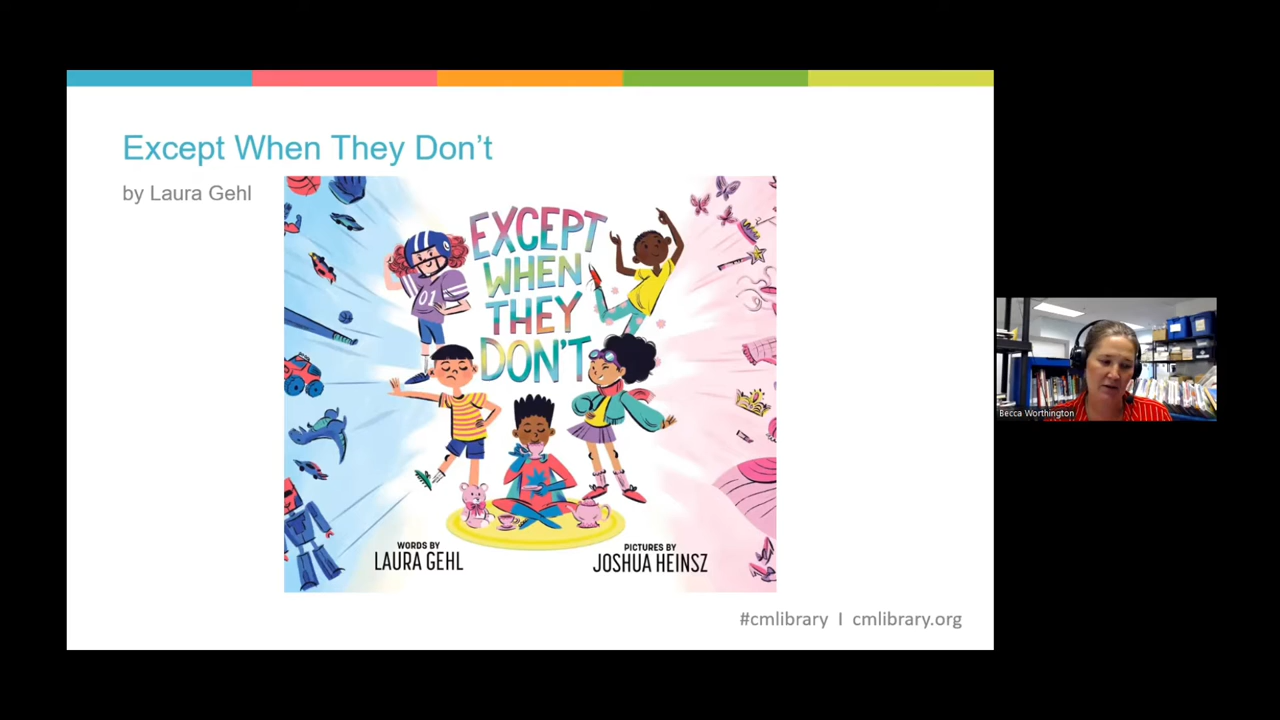 Except When They Don't
by Laura Gehl
EXCEPT
WHEN
THEY
DON'T
01
WORDS BY
LAURA GEHL
PICTURES BY
JOSHUA HEINSZ
#cmlibrary I cmlibrary.org
Becca Worthington